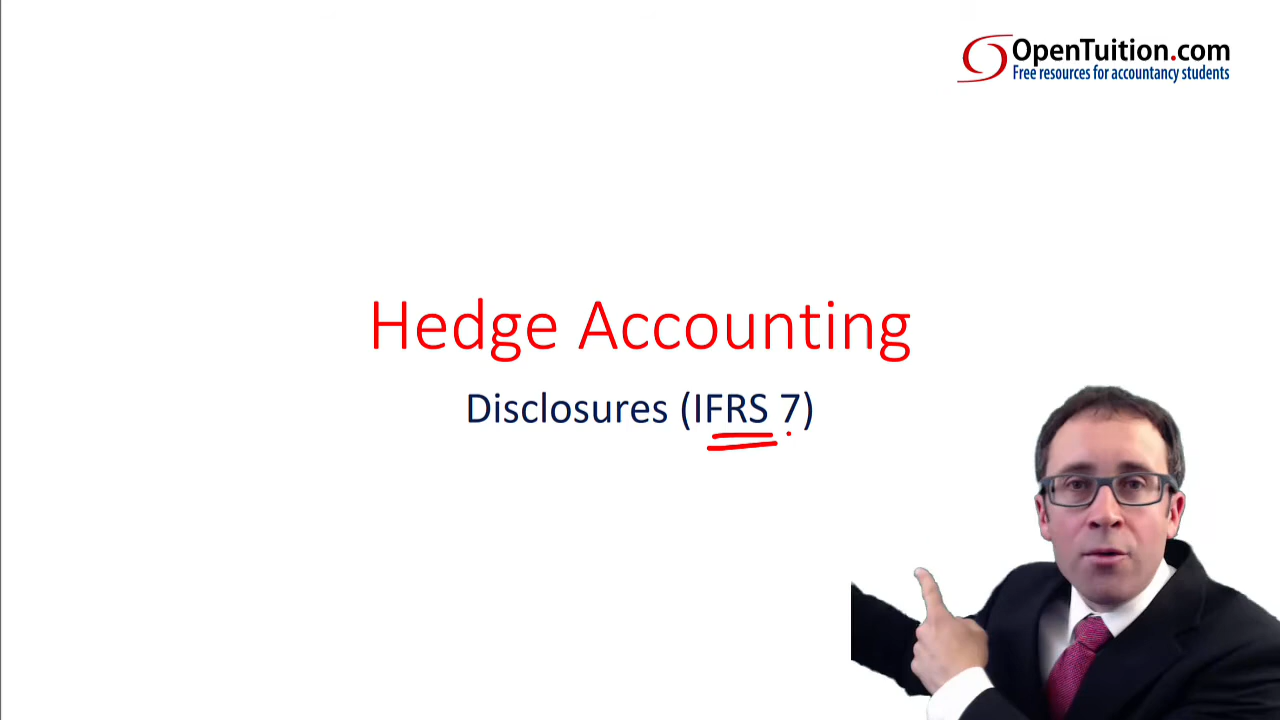 OpenTuition.com
Free resources for accountancy students
Hedge Accounting
Disclosures (IFRS 7)